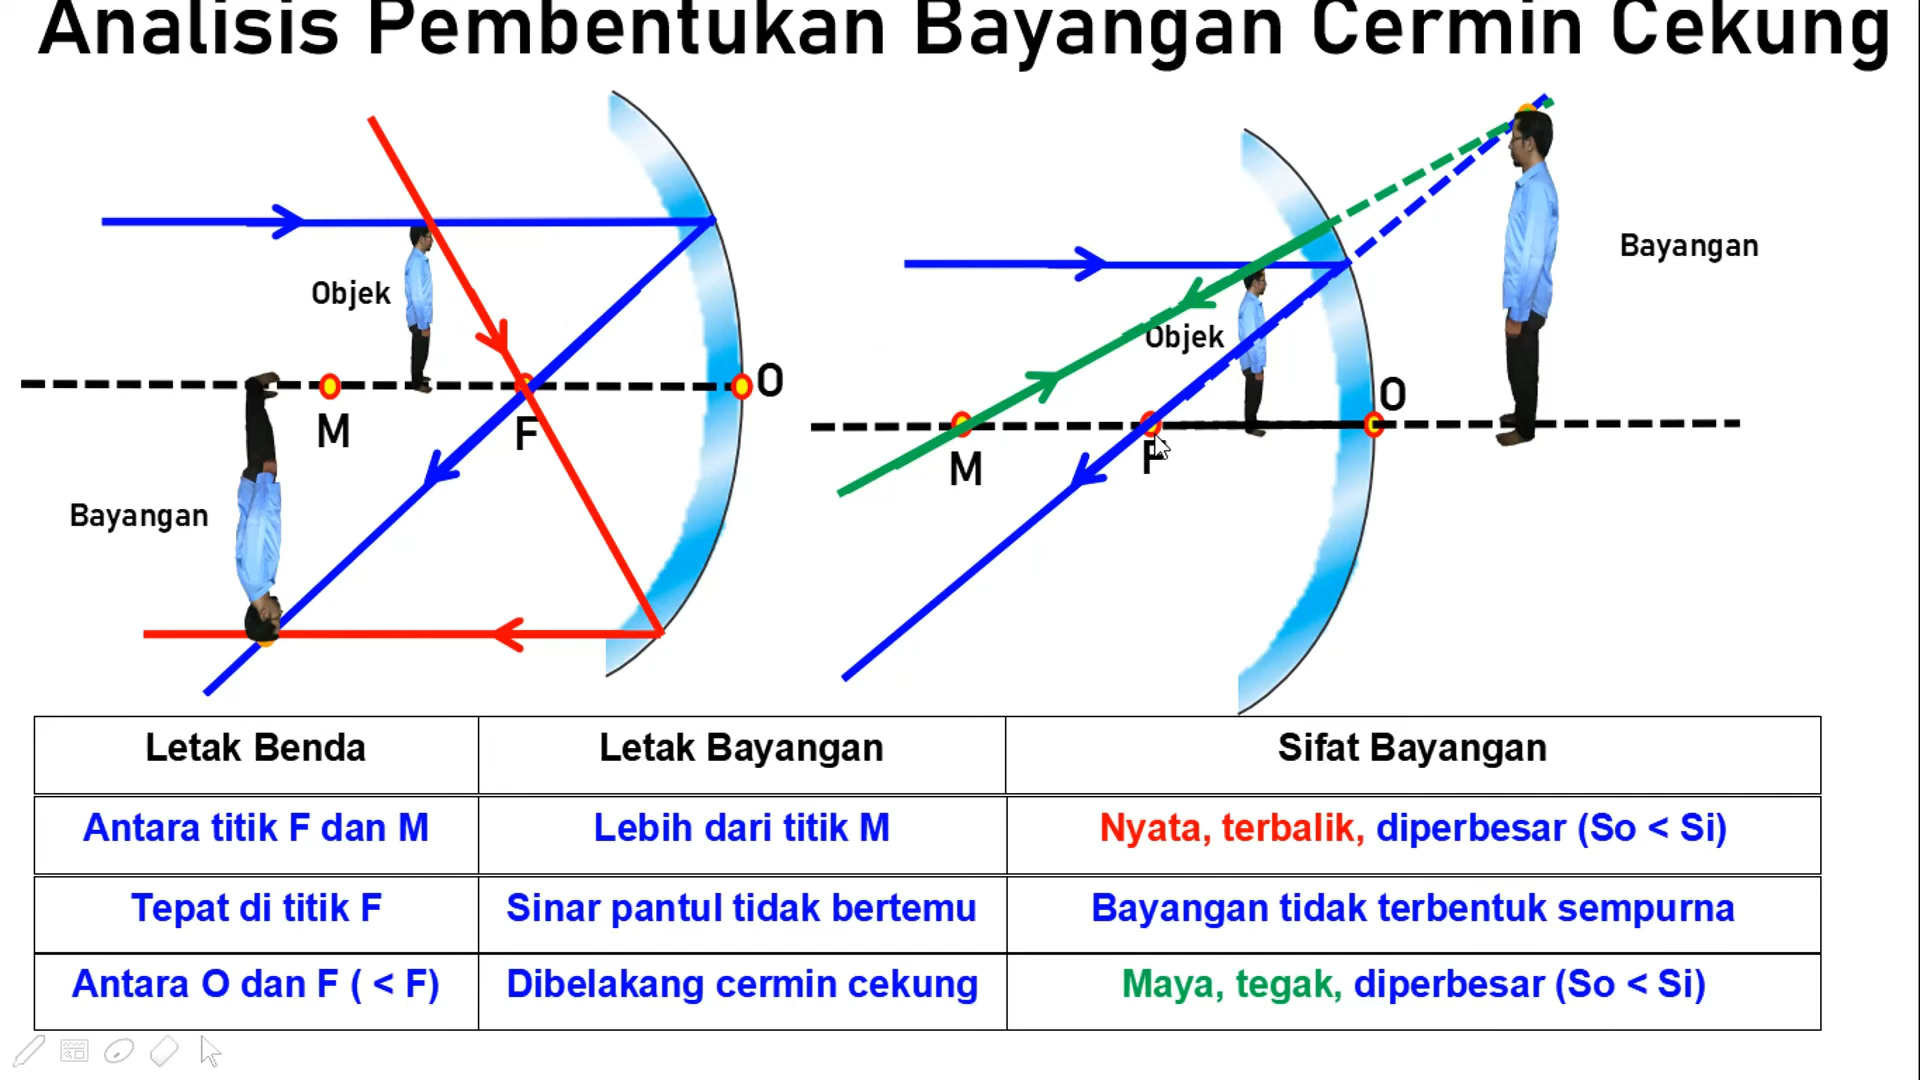 Analisis Pembentukan Bayangan Cermin Cekung
Objek
M
F
O
Bayangan
Bayangan
Objek
O
M
F
Letak Benda
Letak Bayangan
Sifat Bayangan
Antara titik F dan M
Lebih dari titik M
Nyata, terbalik, diperbesar (So < Si)
Tepat di titik F
Sinar pantul tidak bertemu
Bayangan tidak terbentuk sempurna
Antara O dan F ( < F)
Dibelakang cermin cekung
Maya, tegak, diperbesar (So < Si)